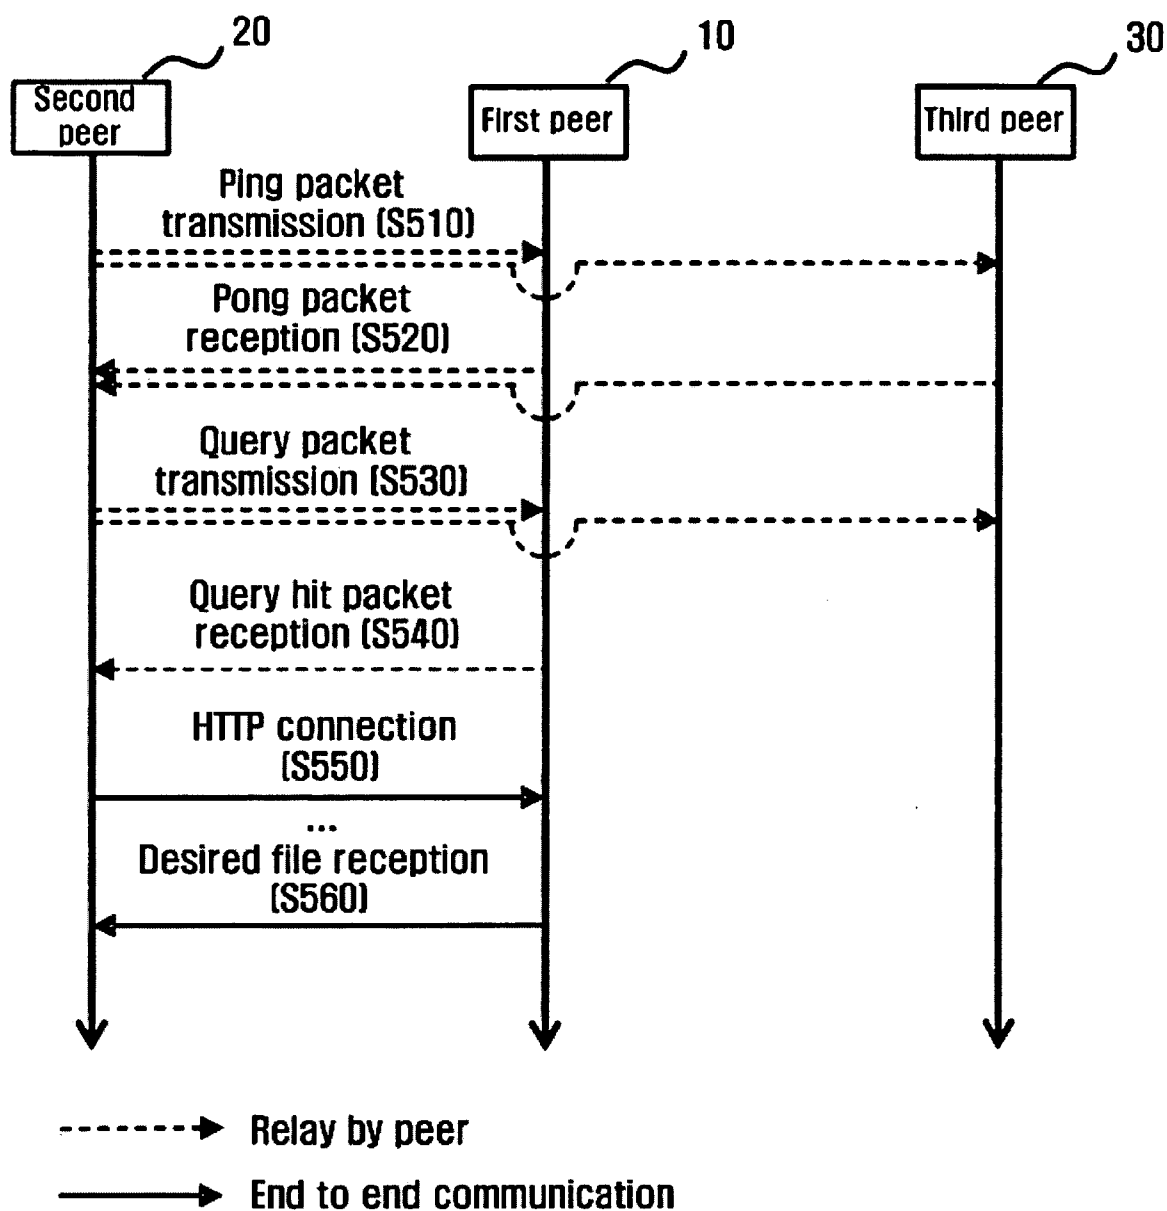 20
10
30
Second
peer
First peer
Third peer
Ping packet
transmission (S510)
Pong packet
reception (S520)
Query packet
transmission (S530)
Query hit packet
reception (S540)
HTTP connection
(S550)
...
Desired file reception
(S560)
Relay by peer
End to end communication